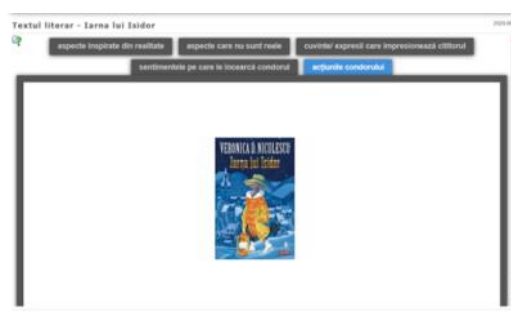 Textul literar - Iarna lui Isidor
aspecte inspirate din realitate
aspecte care nu sunt reale
cuvinte/ expresii care impresionează cititorul
sentimentele pe care le încearcă condorul
acțiunile condorului
VERONICA D. NICULESCU
Iarna lui Isidor